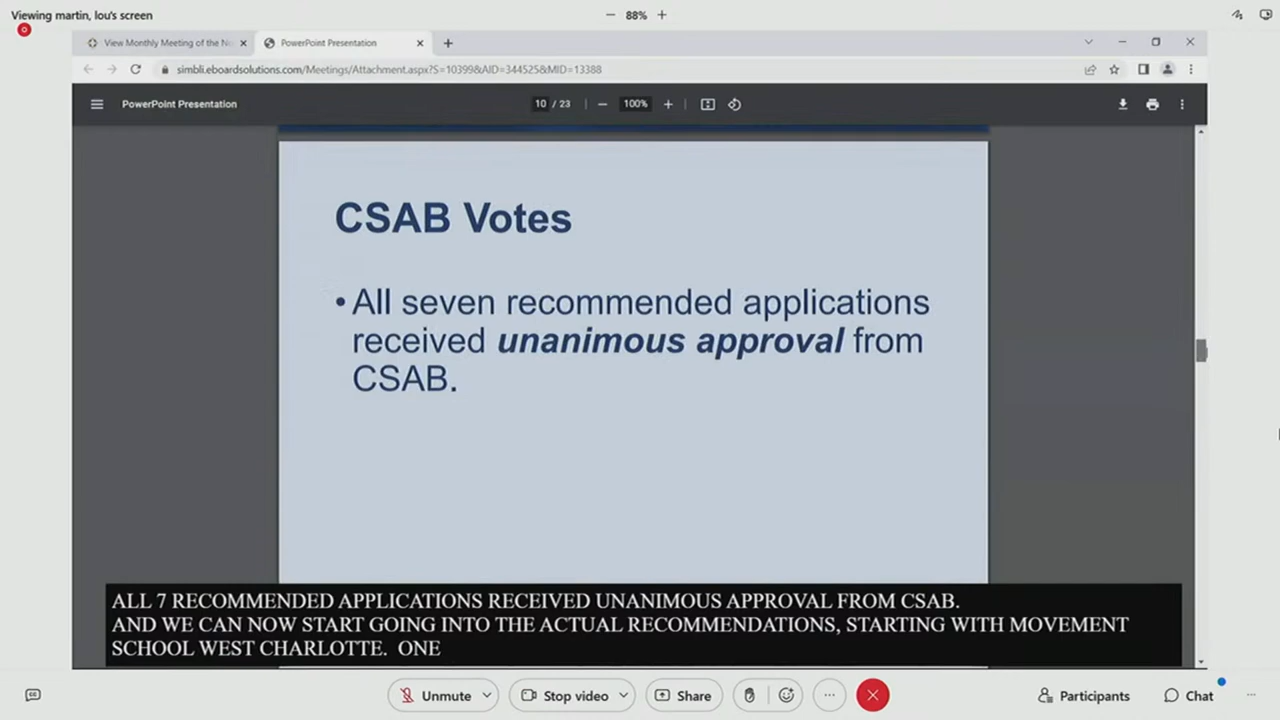 Viewing martin, lou's screen
88%
View Monthly Meeting of the No
PowerPoint Presentation
simbli.eboardsolutions.com/Meetings/Attachment.aspx?S=10399&AID=344525&MID=13388
PowerPoint Presentation
10 / 23
100%
CSAB Votes
• All seven recommended applications
received unanimous approval from
CSAB.
ALL 7 RECOMMENDED APPLICATIONS RECEIVED UNANIMOUS APPROVAL FROM CSAB.
AND WE CAN NOW START GOING INTO THE ACTUAL RECOMMENDATIONS, STARTING WITH MOVEMENT
SCHOOL WEST CHARLOTTE. ONE
Unmute
Stop video
Share
Participants
Chat